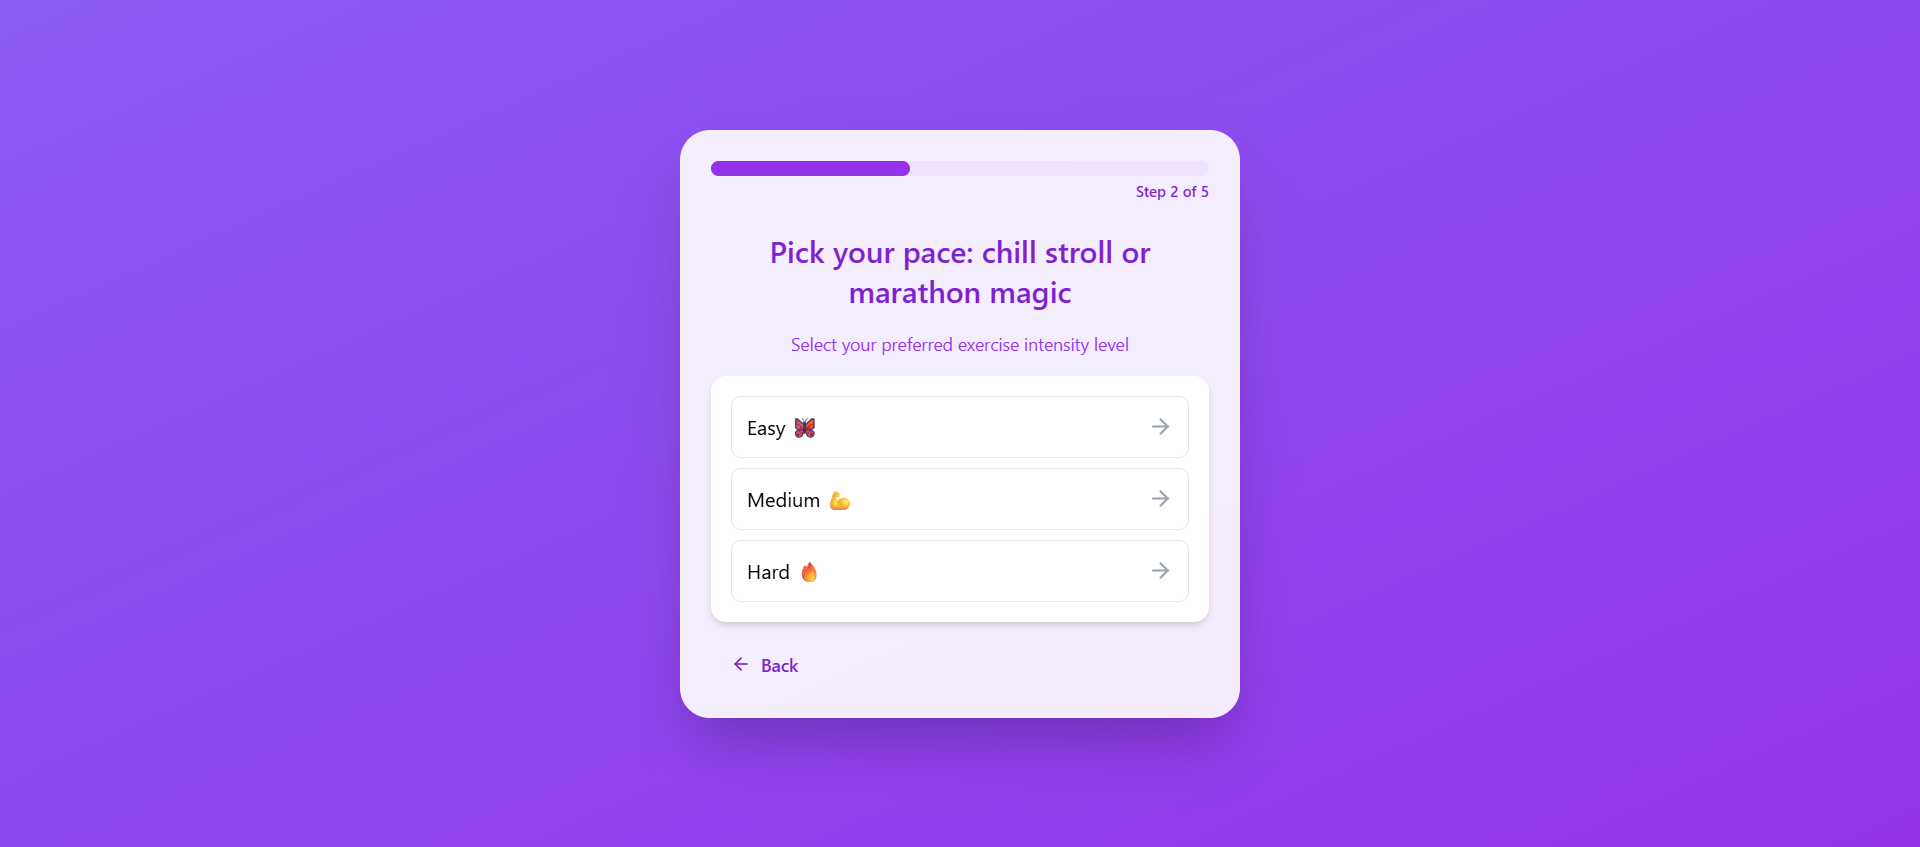 Step 2 of 5
Pick your pace: chill stroll or
marathon magic
Select your preferred exercise intensity level
Easy 🦋
Medium 💪
Hard 🔥
Back